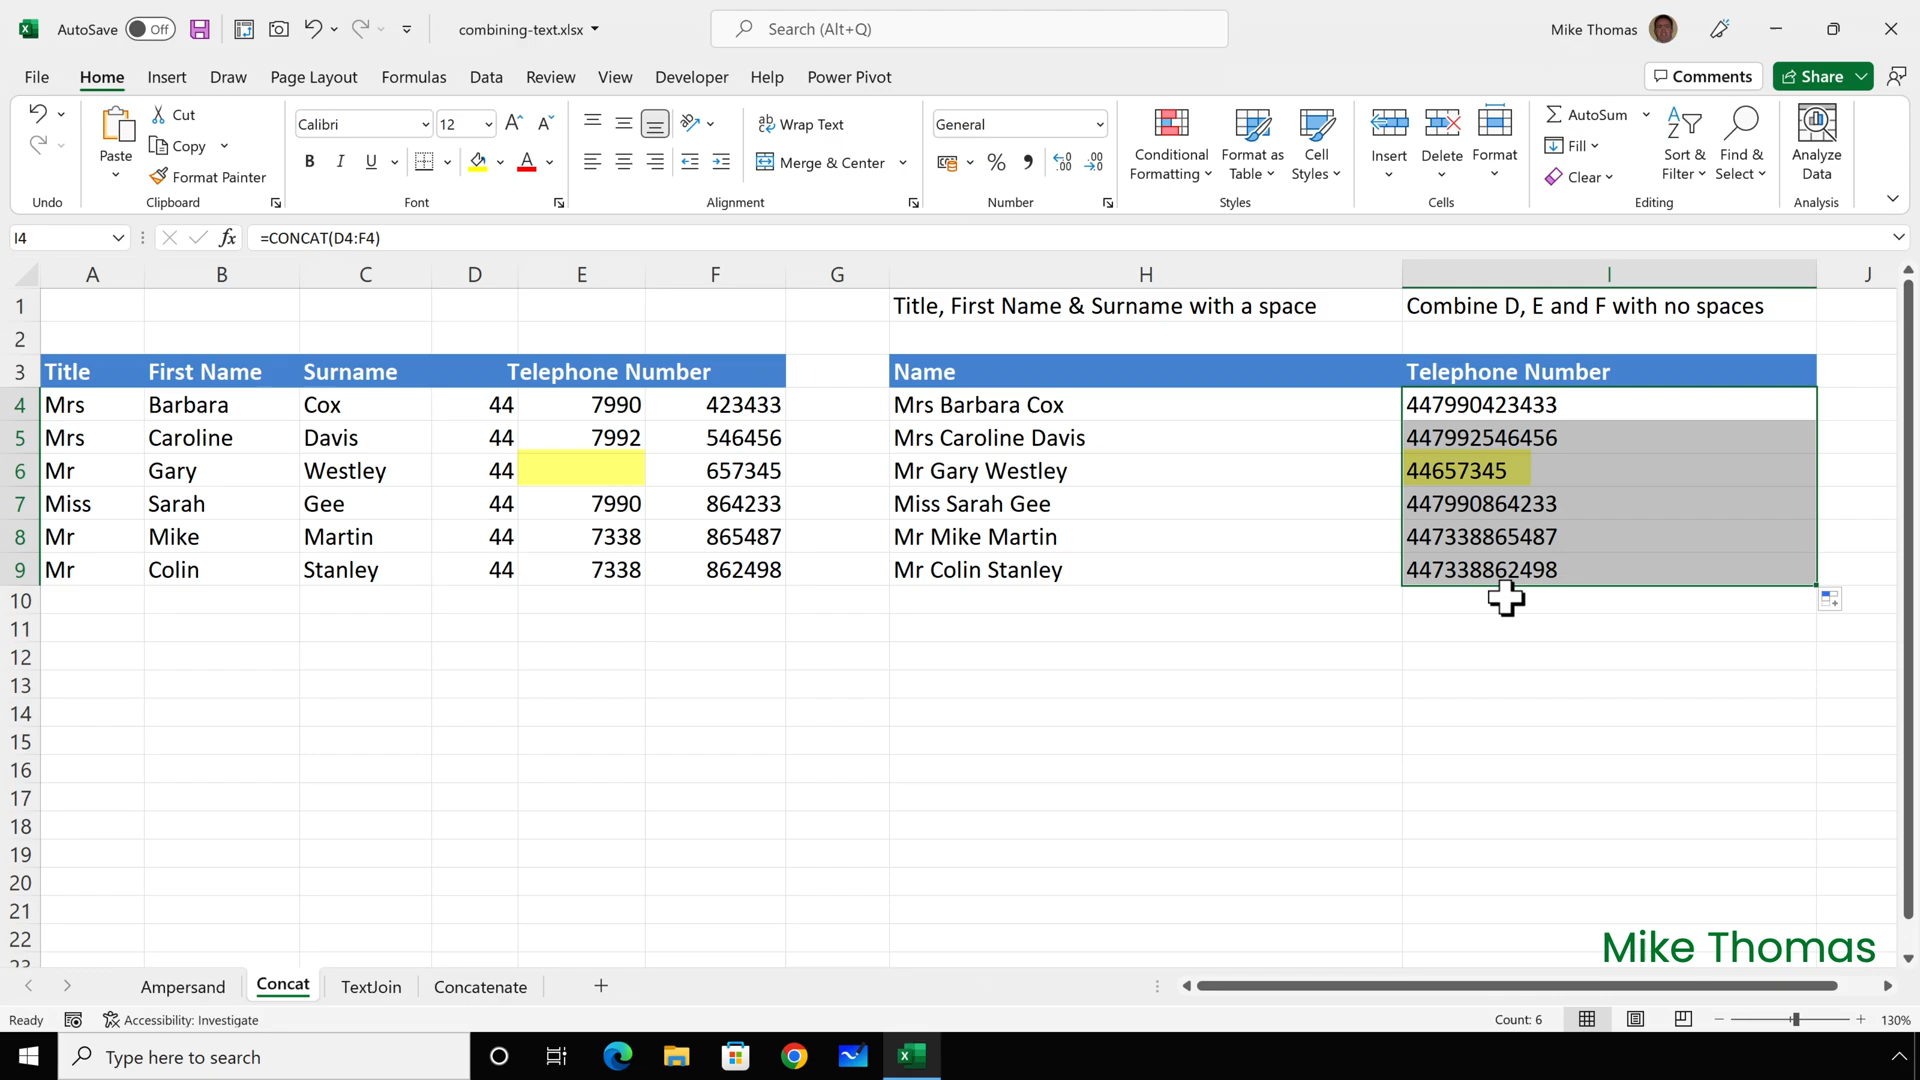 AutoSave Off combining-text.xlsx Search (Alt+Q) Mike Thomas
File Home Insert Draw Page Layout Formulas Data Review View Developer Help Power Pivot Comments Share
Paste Cut Copy Format Painter
Calibri 12
B I U A
Wrap Text
Merge & Center
General
Conditional Formatting Format as Table Cell Styles
Insert Delete Format
AutoSum Fill Clear
Sort & Filter Find & Select
Analyze Data
Undo Clipboard Font Alignment Number Styles Cells Editing Analysis
I4 fx =CONCAT(D4:F4)
A B C D E F G H I J
1 Title, First Name & Surname with a space Combine D, E and F with no spaces
2
3 Title First Name Surname Telephone Number Name Telephone Number
4 Mrs Barbara Cox 44 7990 423433 Mrs Barbara Cox 447990423433
5 Mrs Caroline Davis 44 7992 546456 Mrs Caroline Davis 447992546456
6 Mr Gary Westley 44 657345 Mr Gary Westley 44657345
7 Miss Sarah Gee 44 7990 864233 Miss Sarah Gee 447990864233
8 Mr Mike Martin 44 7338 865487 Mr Mike Martin 447338865487
9 Mr Colin Stanley 44 7338 862498 Mr Colin Stanley 447338862498
10
11
12
13
14
15
16
17
18
19
20
21
22
23
Mike Thomas
Ampersand Concat TextJoin Concatenate
Ready Accessibility: Investigate Count: 6 130%
Type here to search